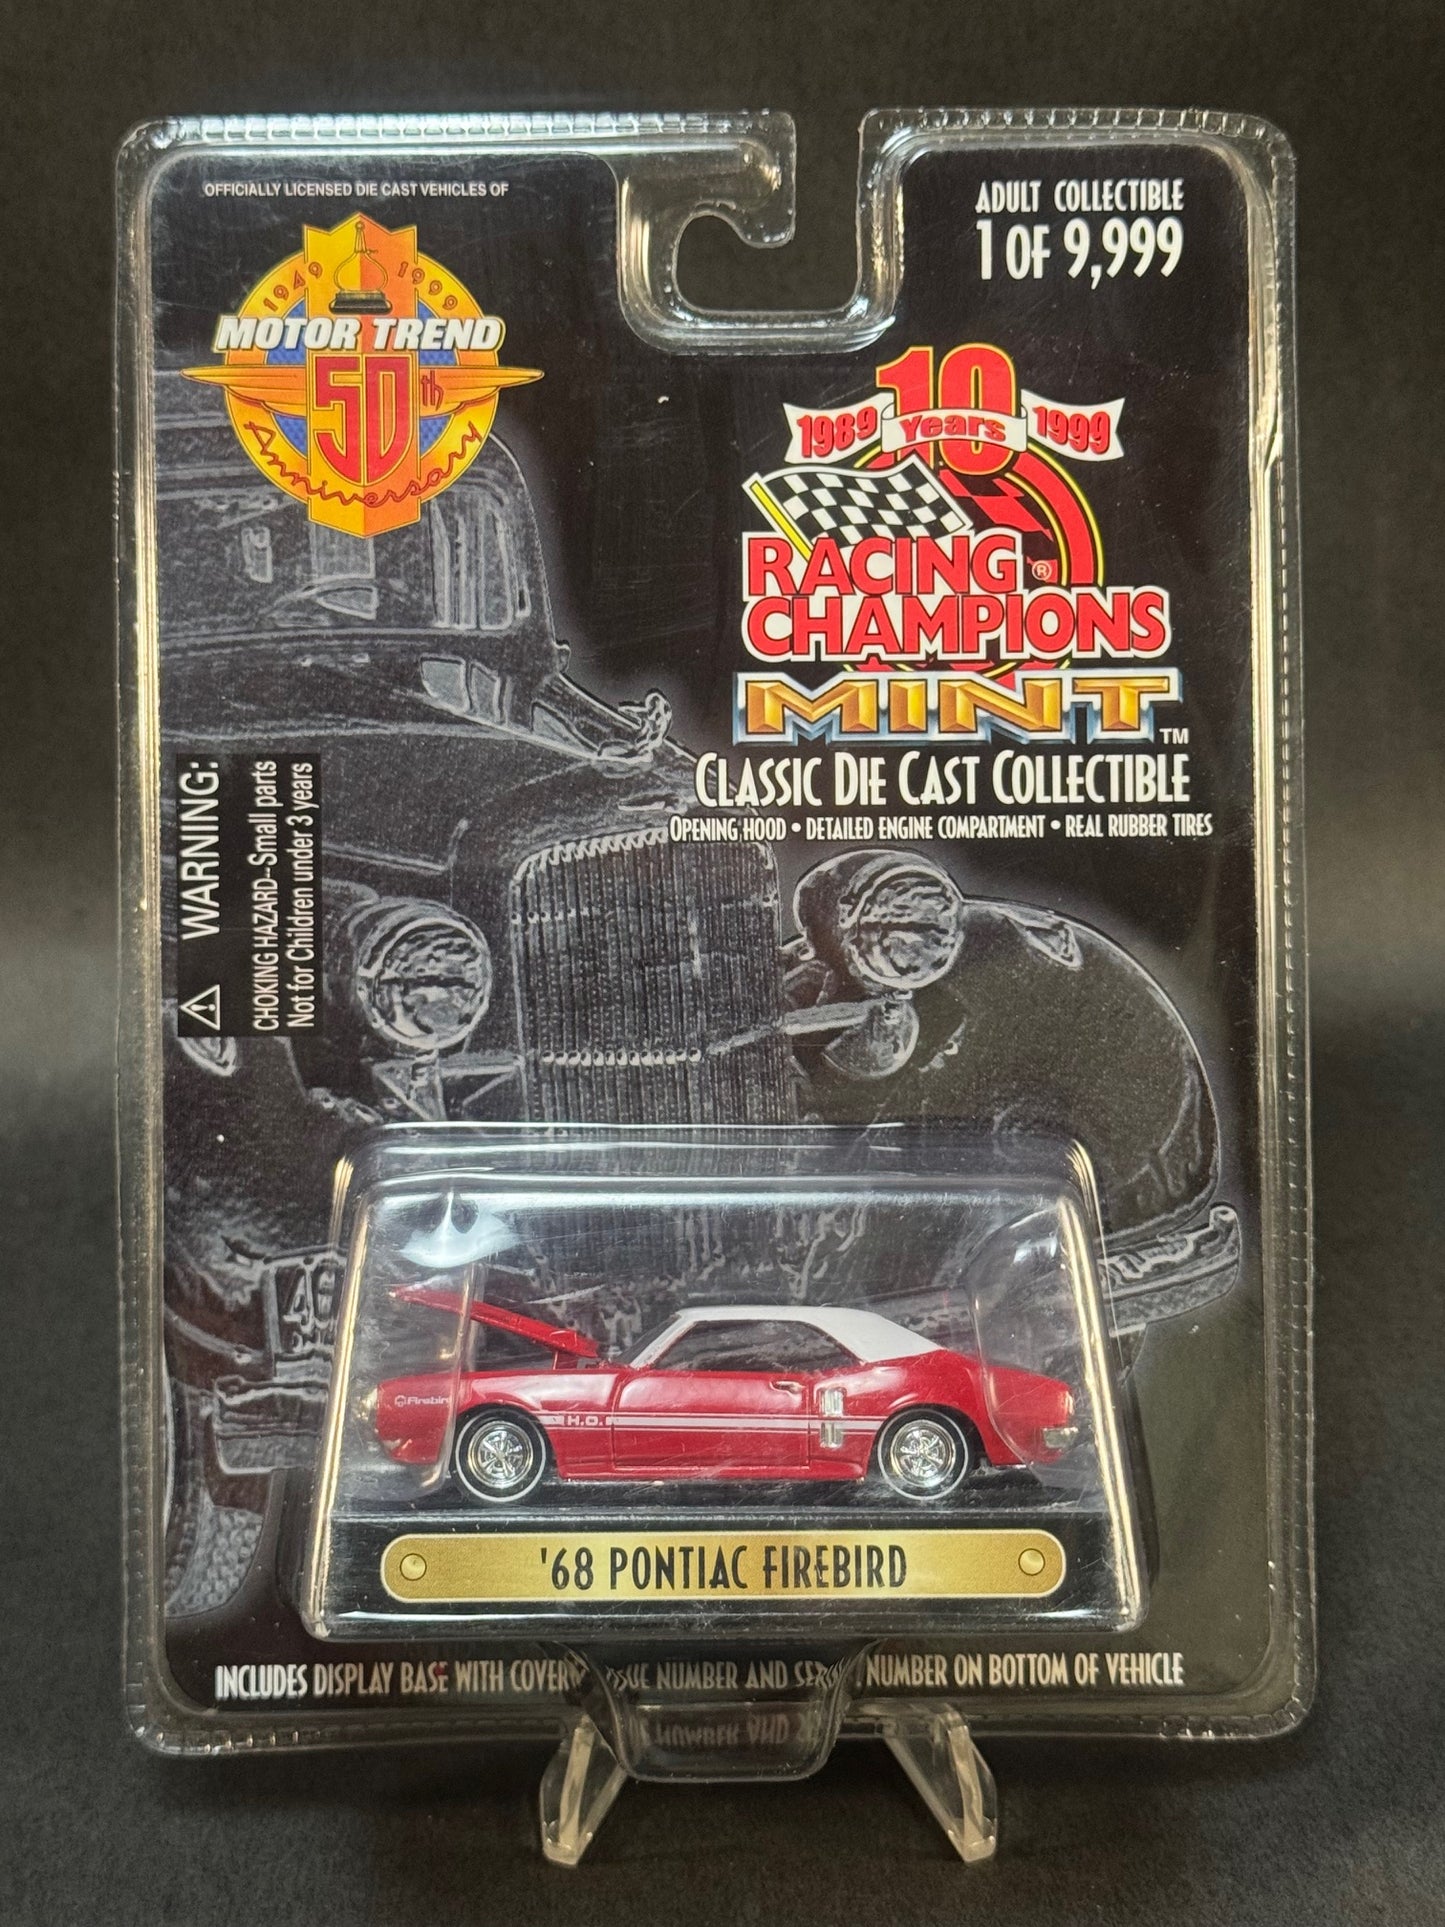 OFFICIALLY LICENSED DIE CAST VEHICLES OF
1949 1999
MOTOR TREND
50th
Anniversary
ADULT COLLECTIBLE
1 OF 9,999
10
1989 Years 1999
RACING ®
CHAMPIONS
MINT™
CLASSIC DIE CAST COLLECTIBLE
OPENING HOOD • DETAILED ENGINE COMPARTMENT • REAL RUBBER TIRES
⚠ WARNING:
CHOKING HAZARD--Small parts
Not for Children under 3 years
Firebird
H.O.
'68 PONTIAC FIREBIRD
INCLUDES DISPLAY BASE WITH COVER NUMBER AND NUMBER ON BOTTOM OF VEHICLE